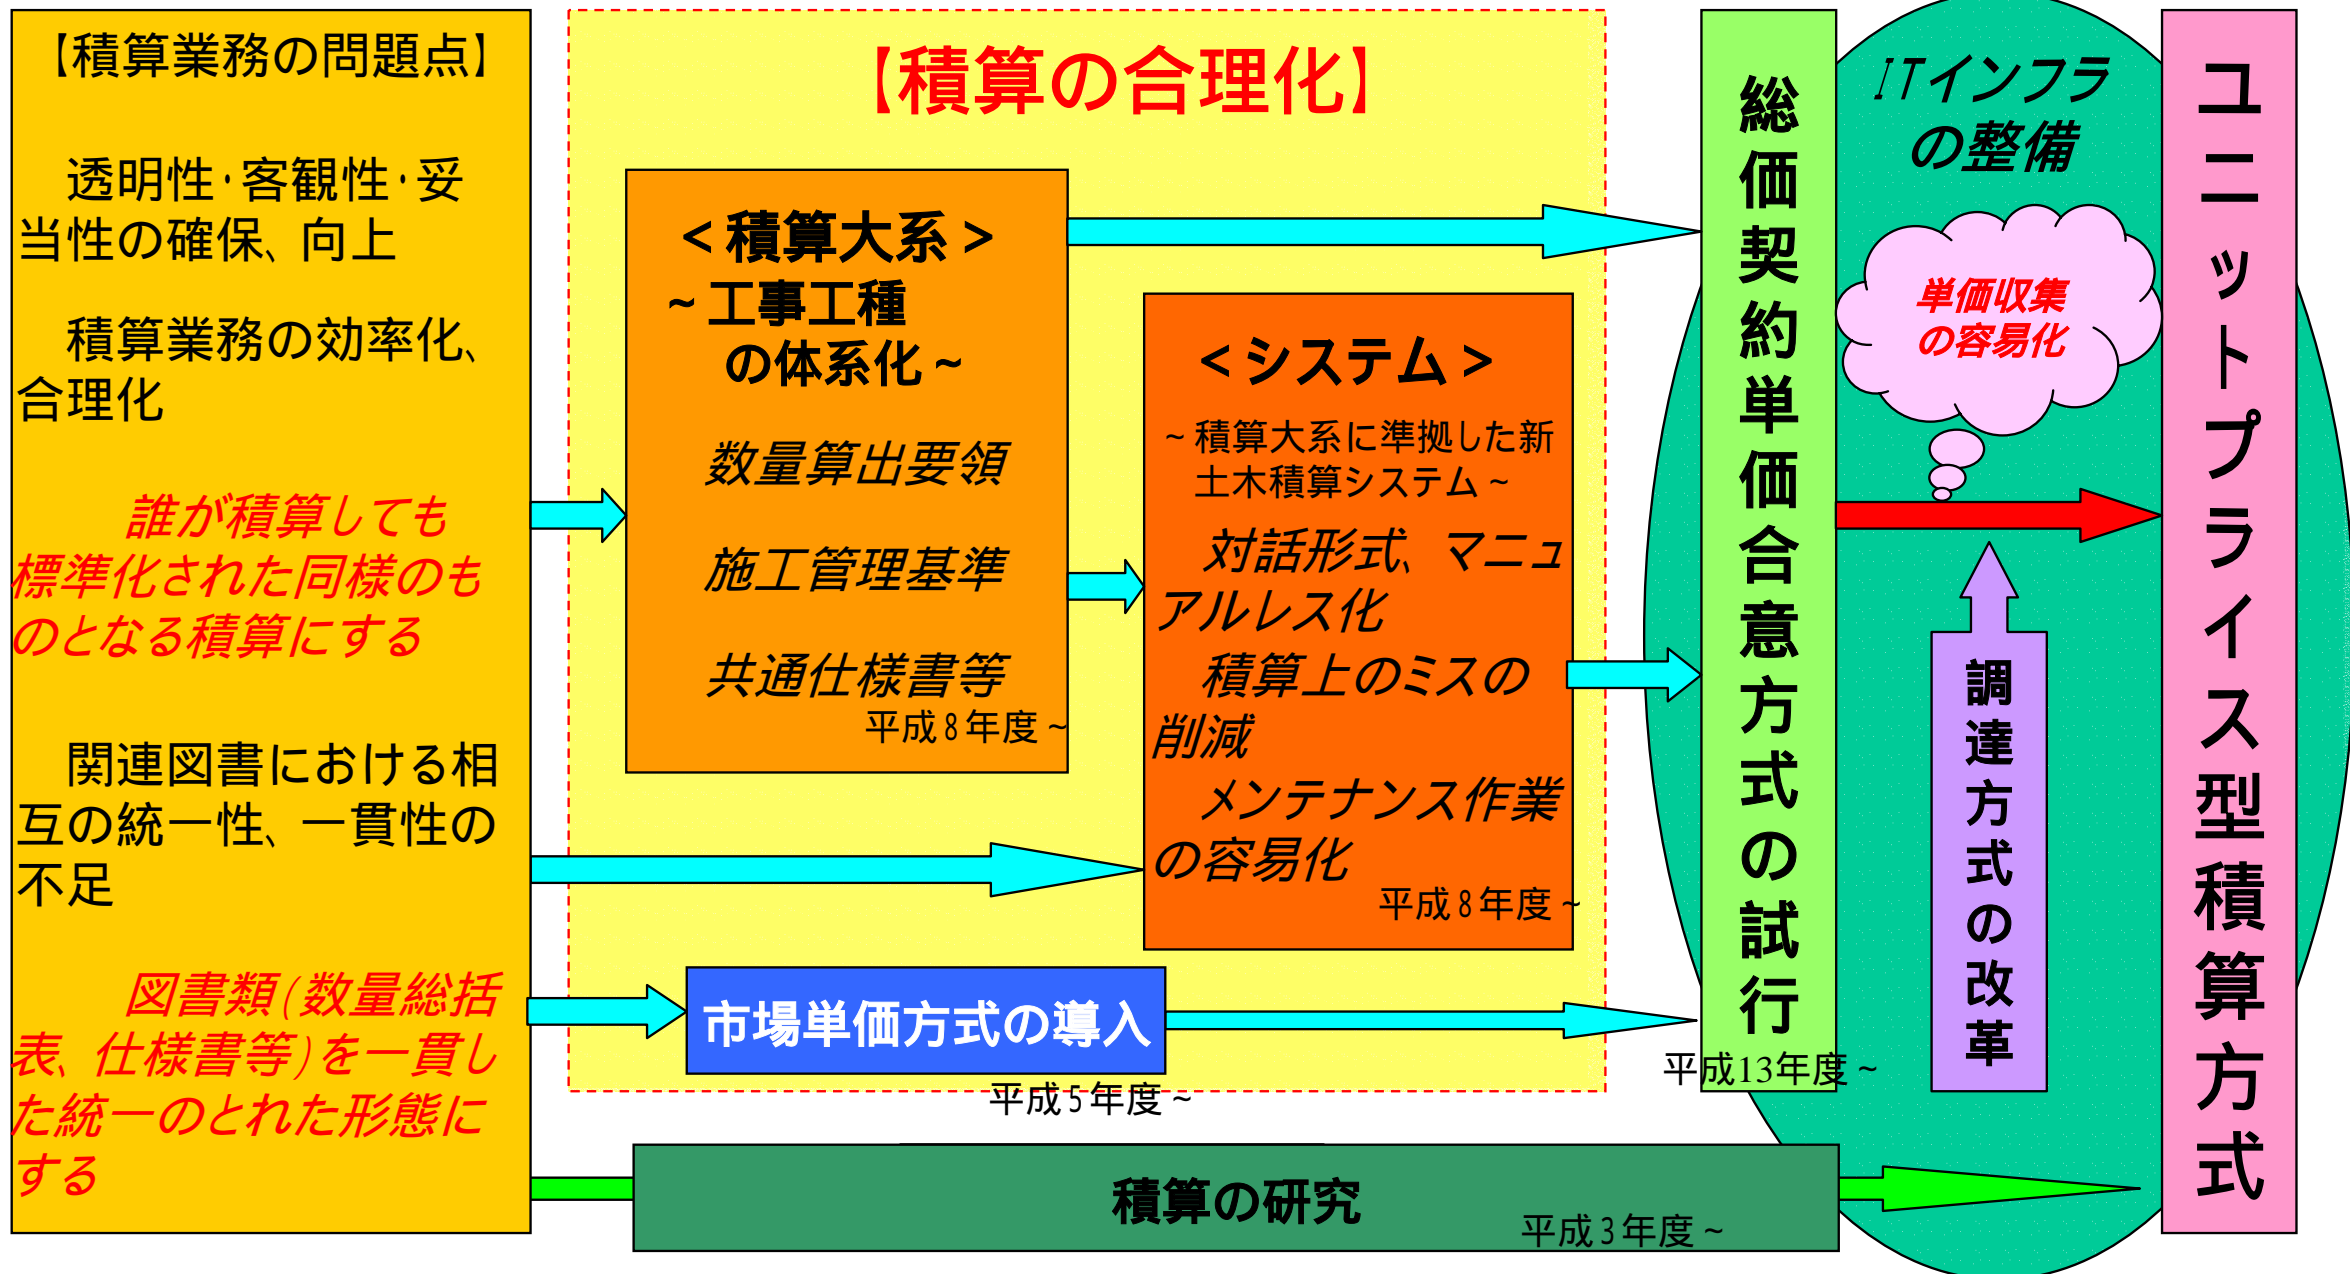 【積算業務の問題点】
透明性・客観性・妥
当性の確保、向上
積算業務の効率化、
合理化
誰が積算しても
標準化された同様のも
のとなる積算にする
関連図書における相
互の統一性、一貫性の
不足
図書類(数量総括
表、仕様書等)を一貫し
た統一のとれた形態に
する
【積算の合理化】
<積算大系>
~工事工種
の体系化~
数量算出要領
施工管理基準
共通仕様書等
平成8年度~
<システム>
~積算大系に準拠した新
土木積算システム~
対話形式、マニュ
アルレス化
積算上のミスの
削減
メンテナンス作業
の容易化
平成8年度~
市場単価方式の導入
平成5年度~
積算の研究
平成3年度~
総価契約単価合意方式の試行
平成13年度~
ITインフラ
の整備
単価収集
の容易化
調達方式の改革
ユニットプライス型積算方式